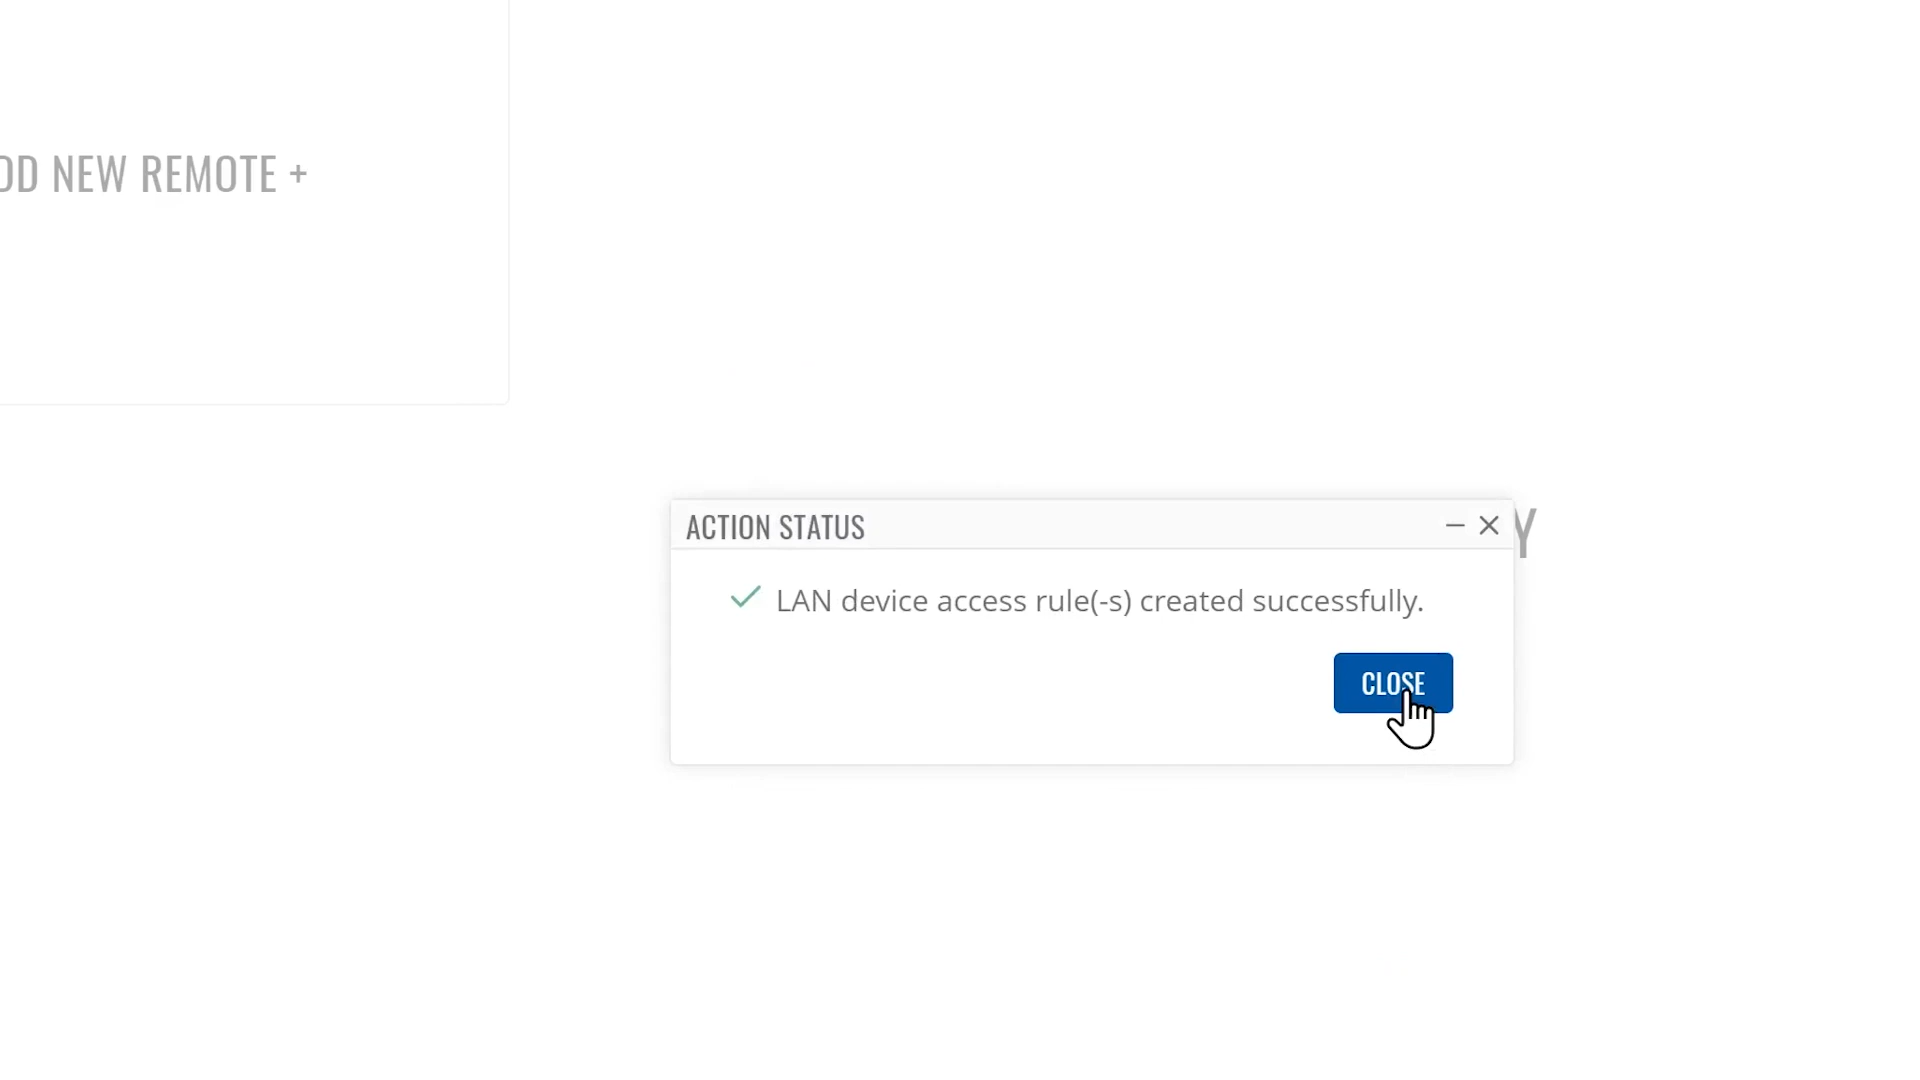 DD NEW REMOTE +
ACTION STATUS
Y
LAN device access rule(-s) created successfully.
CLOSE